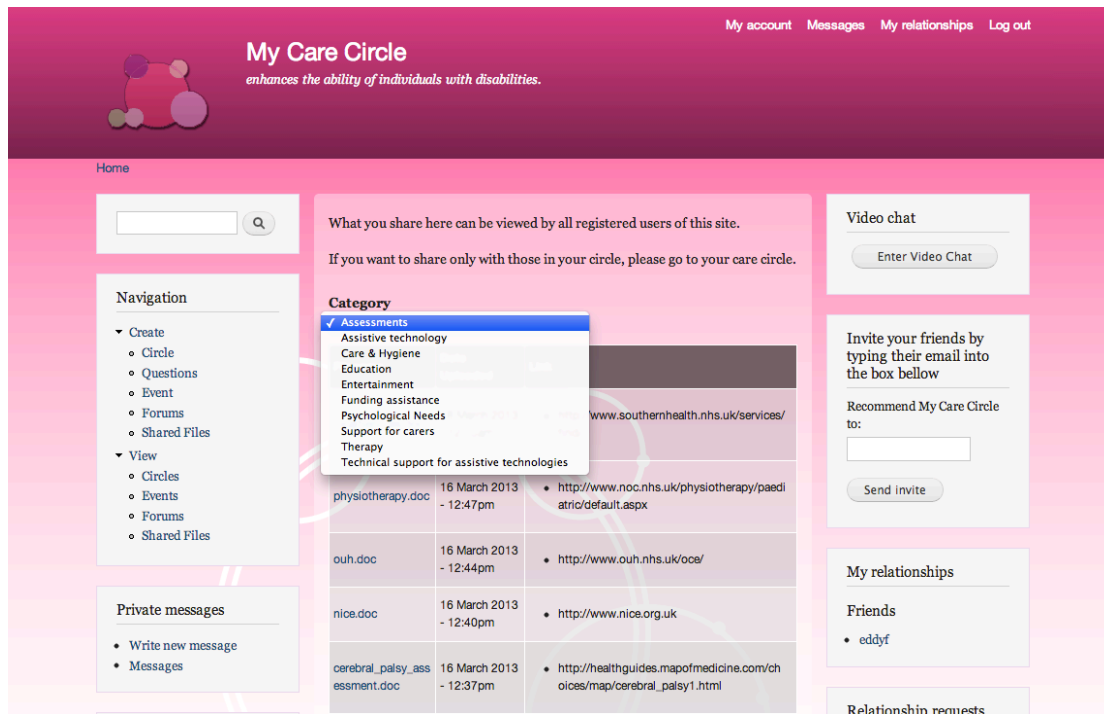 My account Messages My relationships Log out
My Care Circle
enhances the ability of individuals with disabilities.
Home
Navigation
Create
Circle
Questions
Event
Forums
Shared Files
View
Circles
Events
Forums
Shared Files
Private messages
Write new message
Messages
What you share here can be viewed by all registered users of this site.
If you want to share only with those in your circle, please go to your care circle.
Category
✓ Assessments
Assistive technology
Care & Hygiene
Education
Entertainment
Funding assistance
Psychological Needs
Support for carers
Therapy
Technical support for assistive technologies
www.southernhealth.nhs.uk/services/
physiotherapy.doc 16 March 2013 http://www.noc.nhs.uk/physiotherapy/paedi
- 12:47pm atric/default.aspx
ouh.doc 16 March 2013 http://www.ouh.nhs.uk/oce/
- 12:44pm
nice.doc 16 March 2013 http://www.nice.org.uk
- 12:40pm
cerebral_palsy_ass 16 March 2013 http://healthguides.mapofmedicine.com/ch
essment.doc - 12:37pm oices/map/cerebral_palsy1.html
Video chat
Enter Video Chat
Invite your friends by
typing their email into
the box bellow
Recommend My Care Circle
to:
Send invite
My relationships
Friends
eddyf
Relationship requests